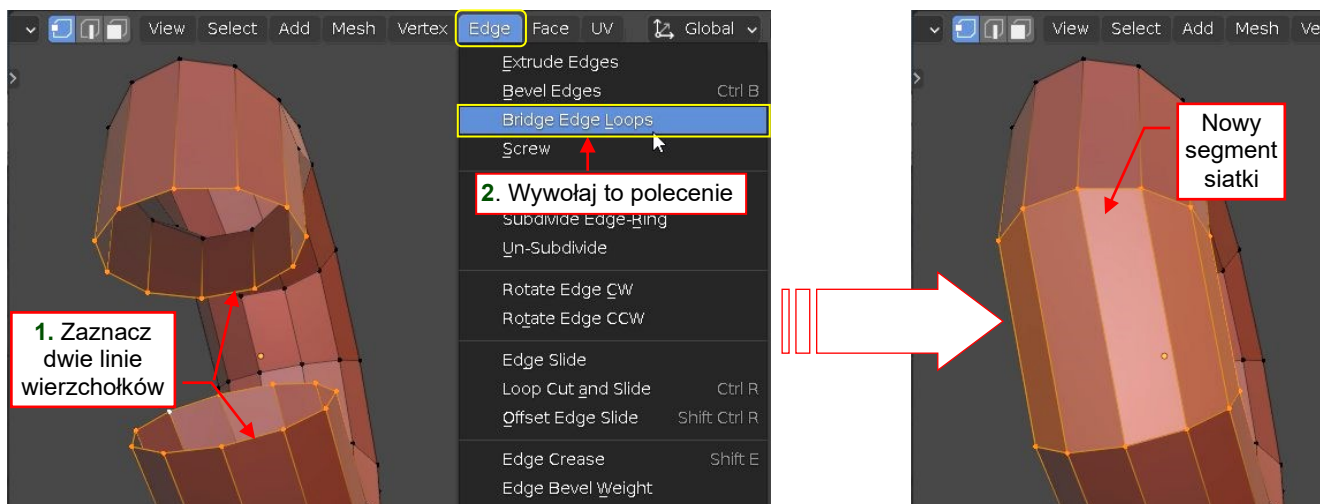 View Select Add Mesh Vertex Edge Face UV Global
Extrude Edges
Bevel Edges Ctrl B
Bridge Edge Loops
Screw
2. Wywołaj to polecenie
Subdivide Edge-Ring
Un-Subdivide
Rotate Edge CW
Rotate Edge CCW
Edge Slide
Loop Cut and Slide Ctrl R
Offset Edge Slide Shift Ctrl R
Edge Crease Shift E
Edge Bevel Weight
1. Zaznacz
dwie linie
wierzchołków
View Select Add Mesh Ve
Nowy
segment
siatki